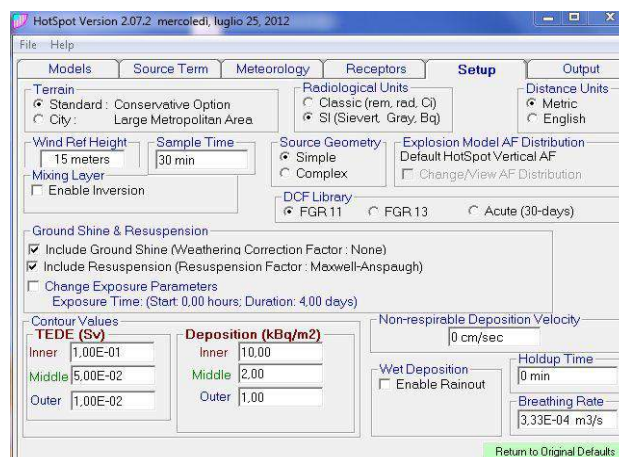 HotSpot Version 2.07.2 mercoledì, luglio 25, 2012
File Help
Models Source Term Meteorology Receptors Setup Output
Terrain
Standard : Conservative Option
City : Large Metropolitan Area
Radiological Units
Classic (rem, rad, Ci)
SI (Sievert, Gray, Bq)
Distance Units
Metric
English
Wind Ref Height
15 meters
Sample Time
30 min
Source Geometry
Simple
Complex
Explosion Model AF Distribution
Default HotSpot Vertical AF
Change/View AF Distribution
Mixing Layer
Enable Inversion
DCF Library
FGR 11 FGR 13 Acute (30-days)
Ground Shine & Resuspension
Include Ground Shine (Weathering Correction Factor : None)
Include Resuspension (Resuspension Factor : Maxwell-Anspaugh)
Change Exposure Parameters
Exposure Time: (Start: 0,00 hours; Duration: 4,00 days)
Contour Values
TEDE (Sv)
Inner 1,00E-01
Middle 5,00E-02
Outer 1,00E-02
Deposition (kBq/m2)
Inner 10,00
Middle 2,00
Outer 1,00
Non-respirable Deposition Velocity
0 cm/sec
Wet Deposition
Enable Rainout
Holdup Time
0 min
Breathing Rate
3,33E-04 m3/s
Return to Original Defaults